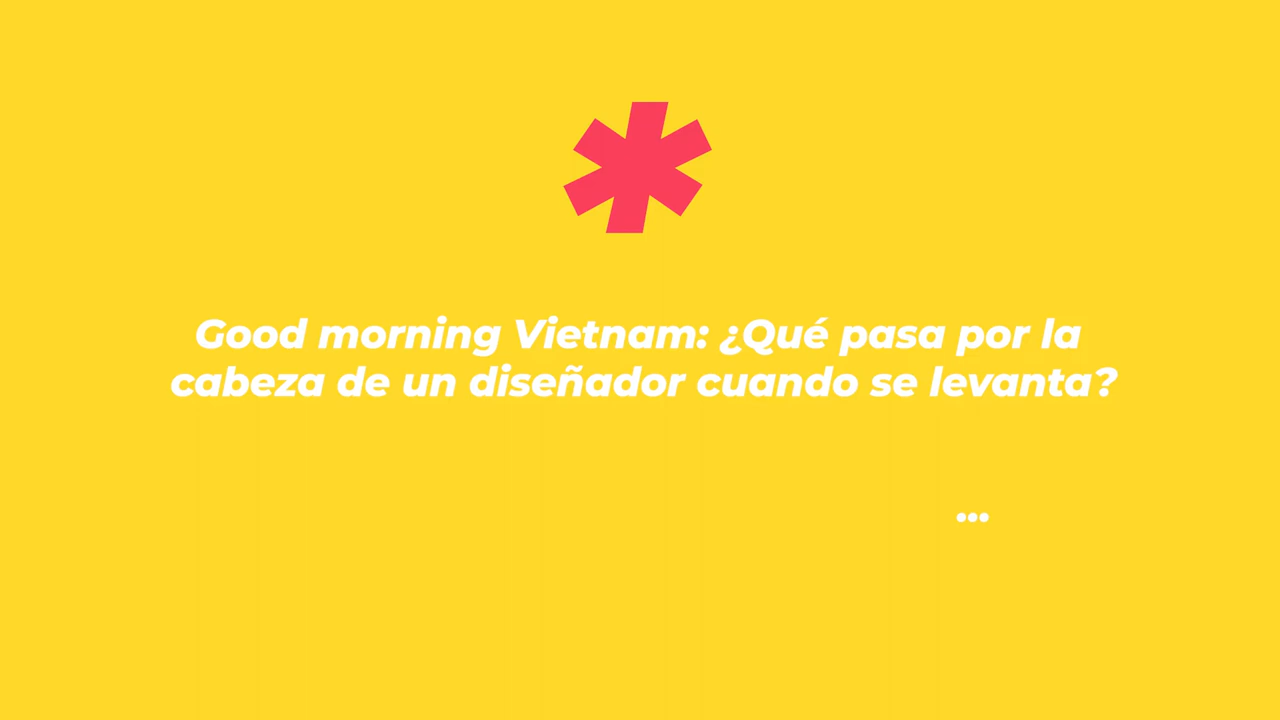 Good morning Vietnam: ¿Qué pasa por la
cabeza de un diseñador cuando se levanta?
...